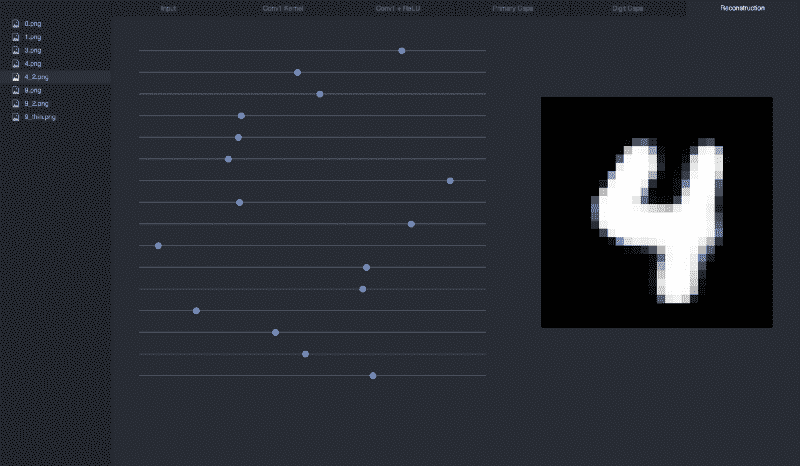 Input Conv1 Kernel Conv1 + ReLU Primary Caps Digit Caps Reconstruction
0.png
1.png
3.png
4.png
4_2.png
8.png
9_2.png
9_thin.png
4